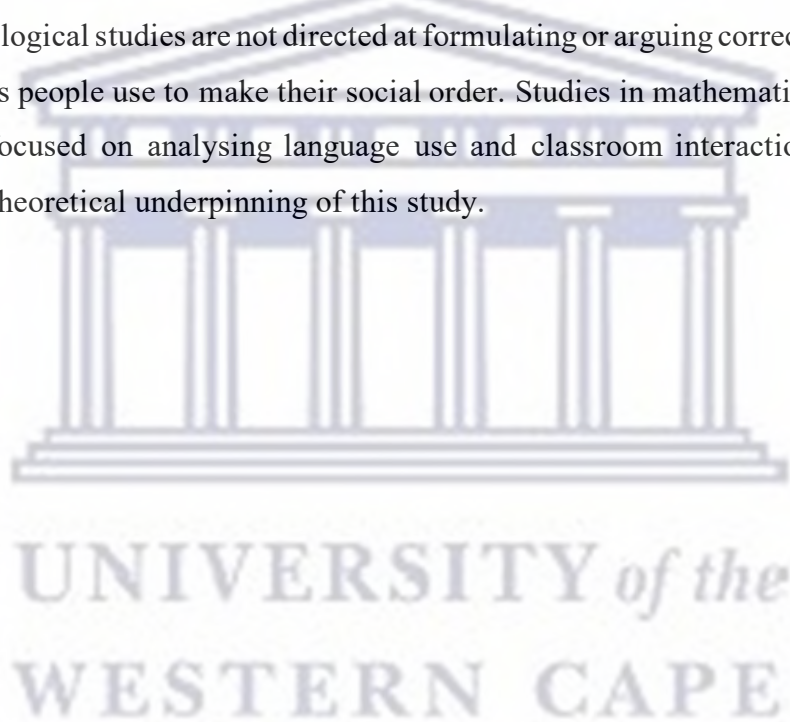 logical studies are not directed at formulating or arguing correc
s people use to make their social order. Studies in mathemati
ocused on analysing language use and classroom interactio
heoretical underpinning of this study.
UNIVERSITY of the
WESTERN CAPE